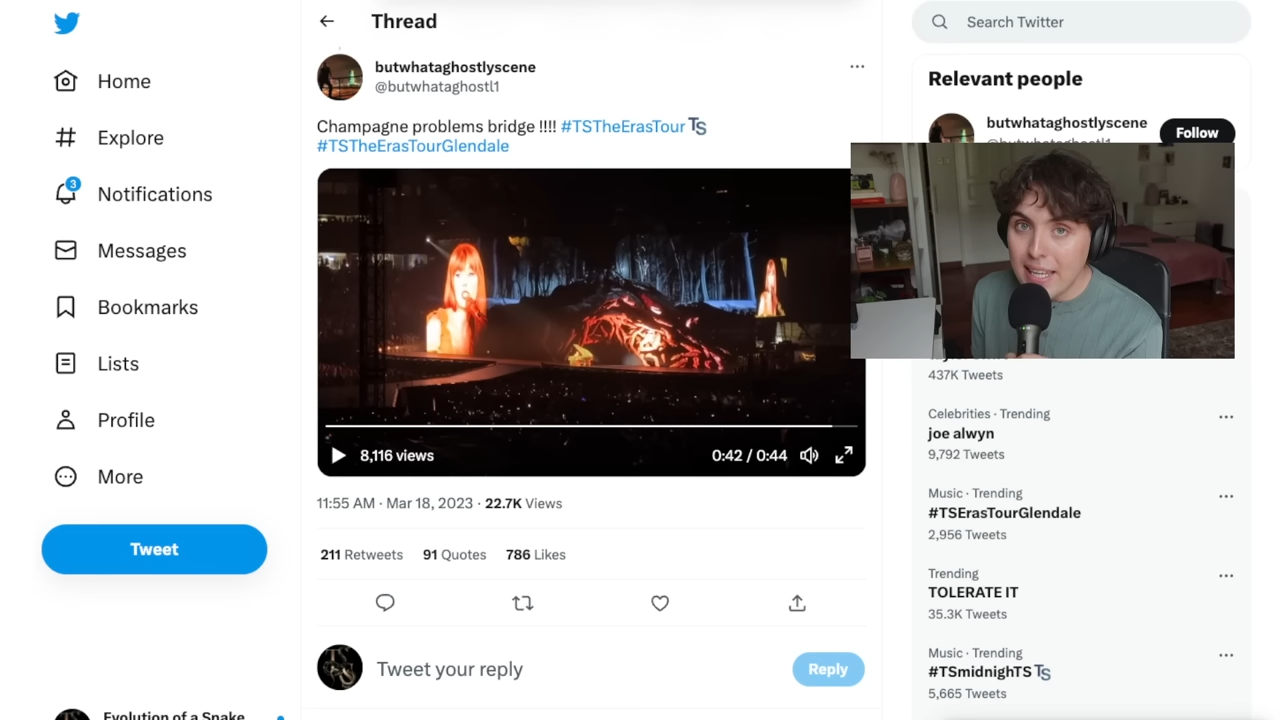 Home
Explore
3
Notifications
Messages
Bookmarks
Lists
Profile
More
Tweet
Evolution of a Snake
Thread
butwhataghostlyscene
@butwhataghostl1
Champagne problems bridge !!!! #TSTheErasTour TS
#TSTheErasTourGlendale
8,116 views
0:42 / 0:44
11:55 AM · Mar 18, 2023 · 22.7K Views
211 Retweets 91 Quotes 786 Likes
Tweet your reply
Reply
Search Twitter
Relevant people
butwhataghostlyscene
@butwhataghostl1
Follow
437K Tweets
Celebrities · Trending
joe alwyn
9,792 Tweets
Music · Trending
#TSErasTourGlendale
2,956 Tweets
Trending
TOLERATE IT
35.3K Tweets
Music · Trending
#TSmidnighTS TS
5,665 Tweets